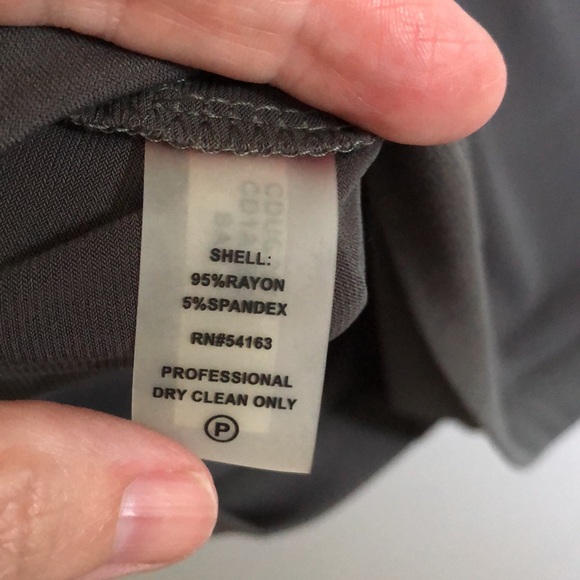 SHELL:
95%RAYON
5%SPANDEX
RN#54163
PROFESSIONAL
DRY CLEAN ONLY
P